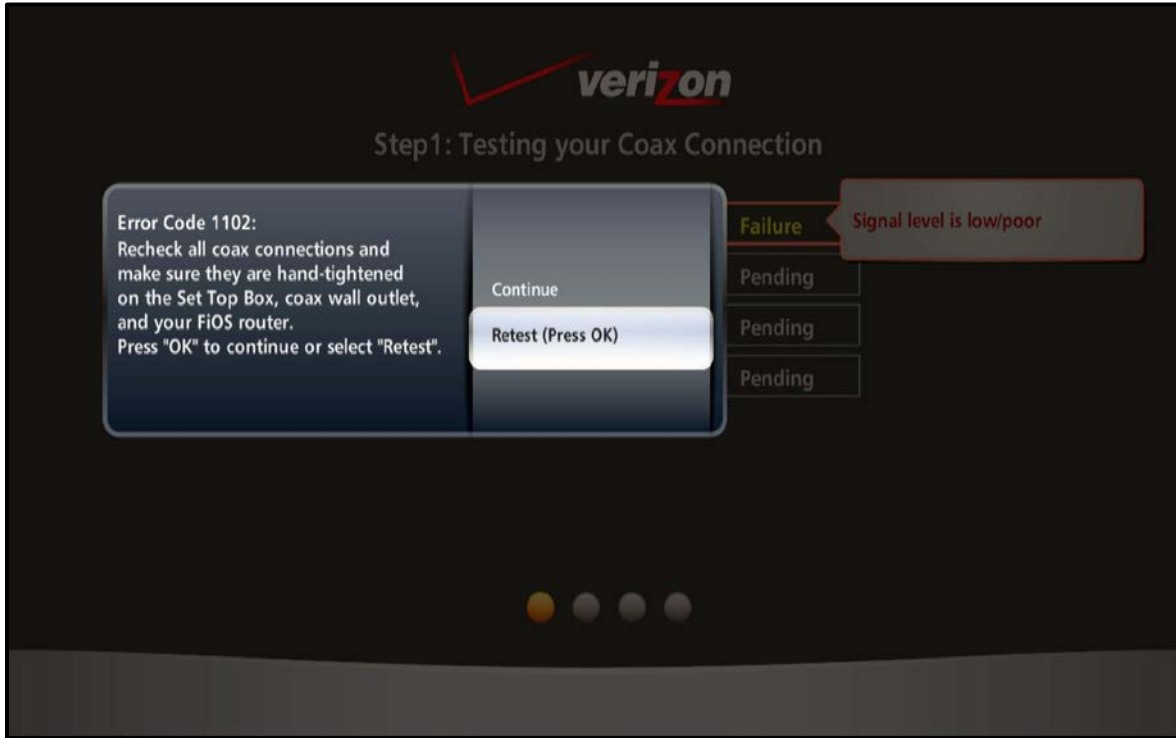 verizon
Step1: Testing your Coax Connection
Error Code 1102:
Recheck all coax connections and
make sure they are hand-tightened
on the Set Top Box, coax wall outlet,
and your FiOS router.
Press "OK" to continue or select "Retest".
Continue
Retest (Press OK)
Failure
Signal level is low/poor
Pending
Pending
Pending